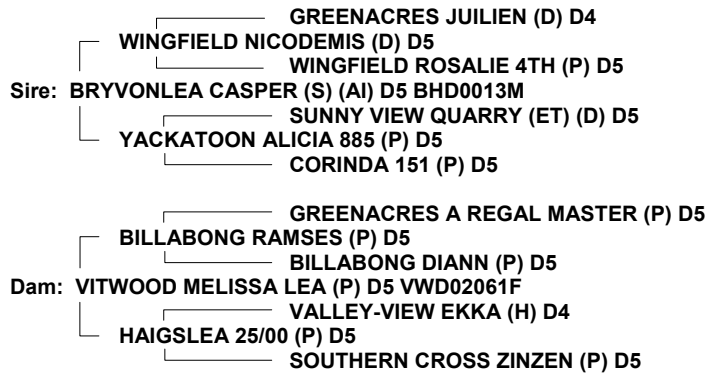 GREENACRES JUILIEN (D) D4
WINGFIELD NICODEMIS (D) D5
WINGFIELD ROSALIE 4TH (P) D5
Sire: BRYVONLEA CASPER (S) (AI) D5 BHD0013M
SUNNY VIEW QUARRY (ET) (D) D5
YACKATOON ALICIA 885 (P) D5
CORINDA 151 (P) D5
GREENACRES A REGAL MASTER (P) D5
BILLABONG RAMSES (P) D5
BILLABONG DIANN (P) D5
Dam: VITWOOD MELISSA LEA (P) D5 VWD02061F
VALLEY-VIEW EKKA (H) D4
HAIGSLEA 25/00 (P) D5
SOUTHERN CROSS ZINZEN (P) D5